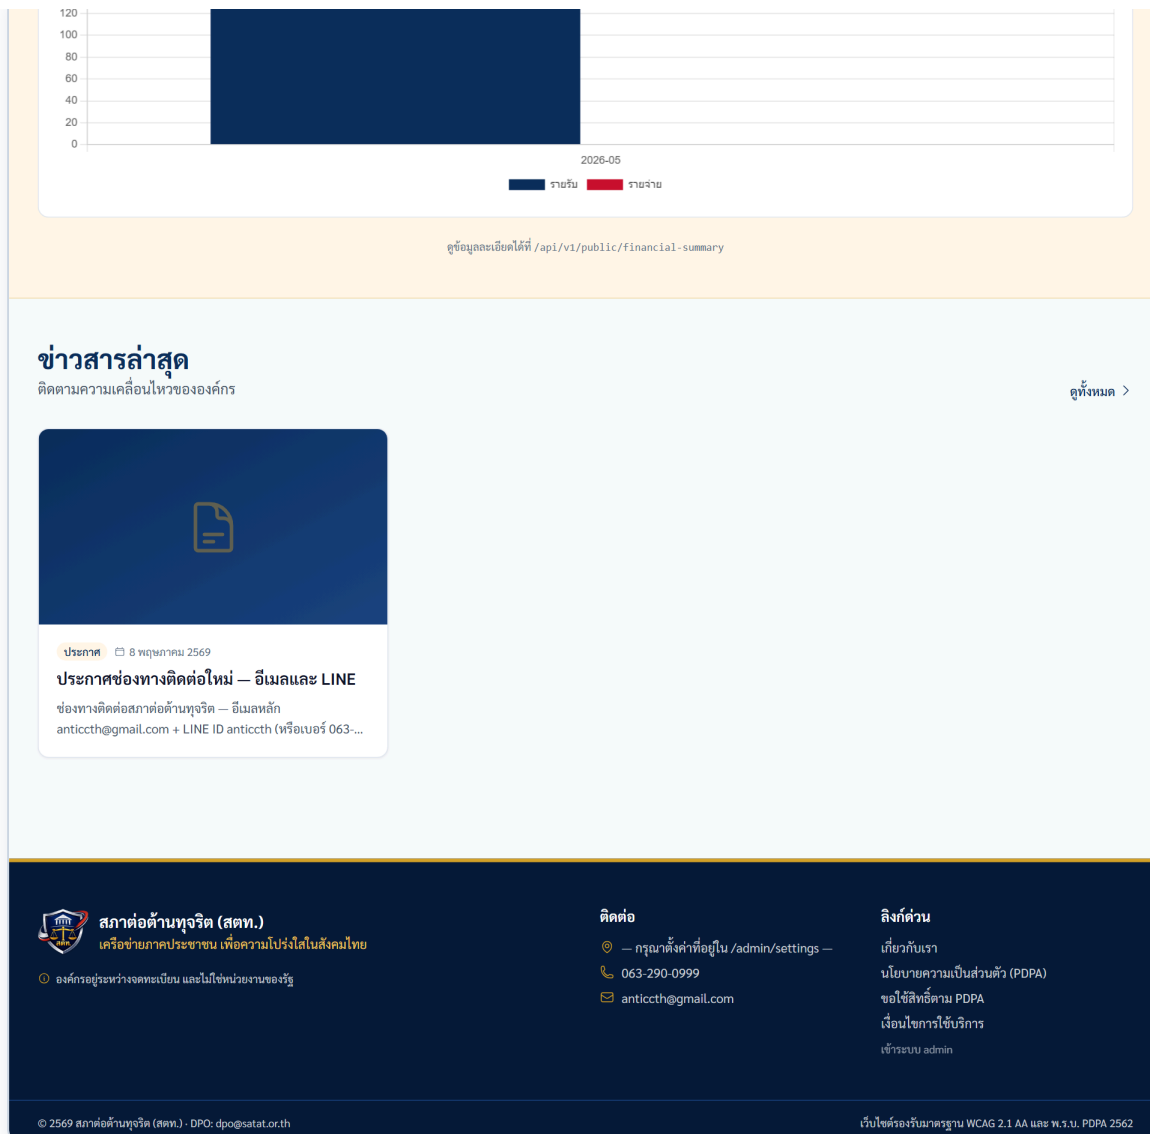 120
100
80
60
40
20
0
2026-05
รายรับ รายจ่าย
ดูข้อมูลละเอียดได้ที่ /api/v1/public/financial-summary
ข่าวสารล่าสุด
ติดตามความเคลื่อนไหวขององค์กร
ดูทั้งหมด
ประกาศ 8 พฤษภาคม 2569
ประกาศช่องทางติดต่อใหม่ — อีเมลและ LINE
ช่องทางติดต่อสภาต่อต้านทุจริต — อีเมลหลัก
anticcth@gmail.com + LINE ID anticcth (หรือเบอร์ 063-...
สตท
สภาต่อต้านทุจริต (สตท.)
เครือข่ายภาคประชาชน เพื่อความโปร่งใสในสังคมไทย
องค์กรอยู่ระหว่างจดทะเบียน และไม่ใช่หน่วยงานของรัฐ
ติดต่อ
— กรุณาตั้งค่าที่อยู่ใน /admin/settings —
063-290-0999
anticcth@gmail.com
ลิงก์ด่วน
เกี่ยวกับเรา
นโยบายความเป็นส่วนตัว (PDPA)
ขอใช้สิทธิ์ตาม PDPA
เงื่อนไขการใช้บริการ
เข้าระบบ admin
© 2569 สภาต่อต้านทุจริต (สตท.) · DPO: dpo@satat.or.th
เว็บไซต์รองรับมาตรฐาน WCAG 2.1 AA และ พ.ร.บ. PDPA 2562